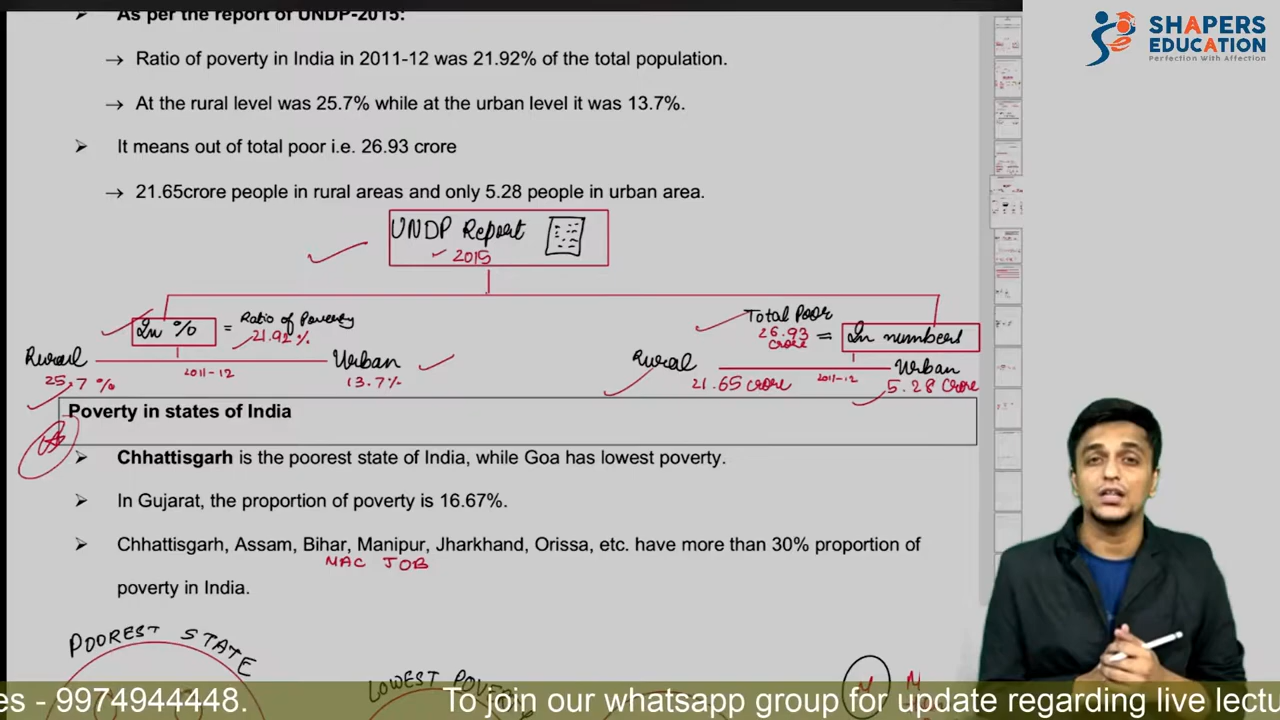 As per the report of UNDP-2015:
SHAPERS
EDUCATION
Perfection With Affection
→ Ratio of poverty in India in 2011-12 was 21.92% of the total population.
→ At the rural level was 25.7% while at the urban level it was 13.7%.
It means out of total poor i.e. 26.93 crore
→ 21.65crore people in rural areas and only 5.28 people in urban area.
UNDP Report
2015
In % = Ratio of Poverty
21.92 %
Total Poor
26.93 crore = In numbers
Rural
Urban
Rural
Urban
25.7 %
2011-12
13.7%
21.65 crore
2011-12
5.28 crore
Poverty in states of India
Chhattisgarh is the poorest state of India, while Goa has lowest poverty.
In Gujarat, the proportion of poverty is 16.67%.
Chhattisgarh, Assam, Bihar, Manipur, Jharkhand, Orissa, etc. have more than 30% proportion of
MAC JOB
poverty in India.
POOREST STATE
LOWEST
M
es - 9974944448. To join our whatsapp group for update regarding live lectu